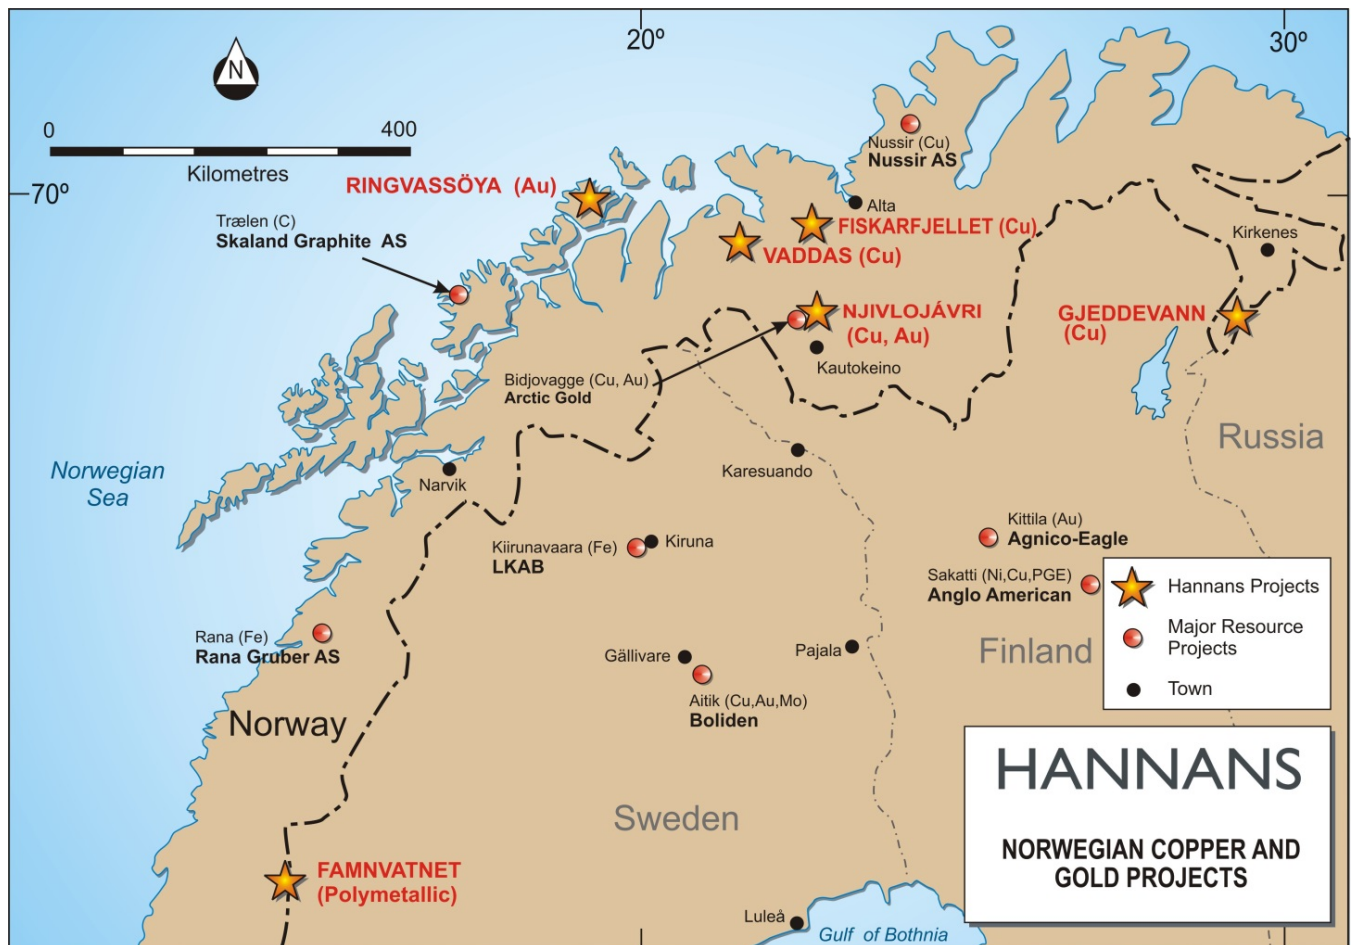 20º
30º
N
0
400
Kilometres
70º
RINGVASSÖYA (Au)
Nussir (Cu)
Nussir AS
Trælen (C)
Skaland Graphite AS
Alta
FISKARFJELLET (Cu)
VADDAS (Cu)
Kirkenes
NJIVLOJÁVRI
(Cu, Au)
GJEDDEVANN
(Cu)
Kautokeino
Bidjovagge (Cu, Au)
Arctic Gold
Russia
Norwegian
Sea
Narvik
Karesuando
Kiirunavaara (Fe)
LKAB
Kiruna
Kittila (Au)
Agnico-Eagle
Sakatti (Ni,Cu,PGE)
Anglo American
Hannans Projects
Major Resource
Projects
Town
Rana (Fe)
Rana Gruber AS
Gällivare
Pajala
Finland
Aitik (Cu,Au,Mo)
Boliden
Norway
Sweden
HANNANS
NORWEGIAN COPPER AND
GOLD PROJECTS
FAMNVATNET
(Polymetallic)
Luleå
Gulf of Bothnia